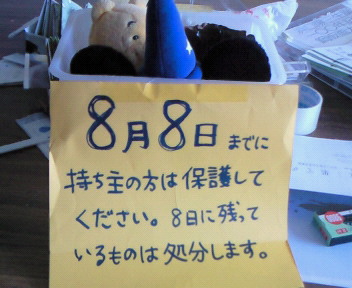 8月8日までに
持ち主の方は保護して
ください。8日に残って
いるものは処分します。